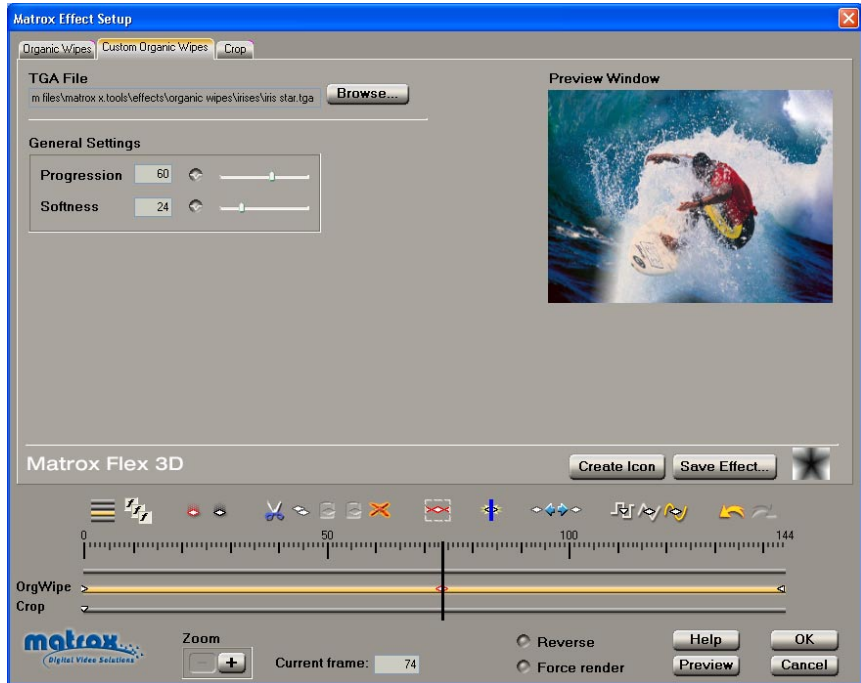 Matrox Effect Setup
Organic Wipes Custom Organic Wipes Crop
TGA File
m files\matrox x.tools\effects\organic wipes\irises\iris star.tga Browse...
Preview Window
General Settings
Progression 60
Softness 24
Matrox Flex 3D
Create Icon Save Effect...
0 50 100 144
OrgWipe
Crop
matrox
Digital Video Solutions
Zoom
Current frame: 74
Reverse
Force render
Help OK
Preview Cancel